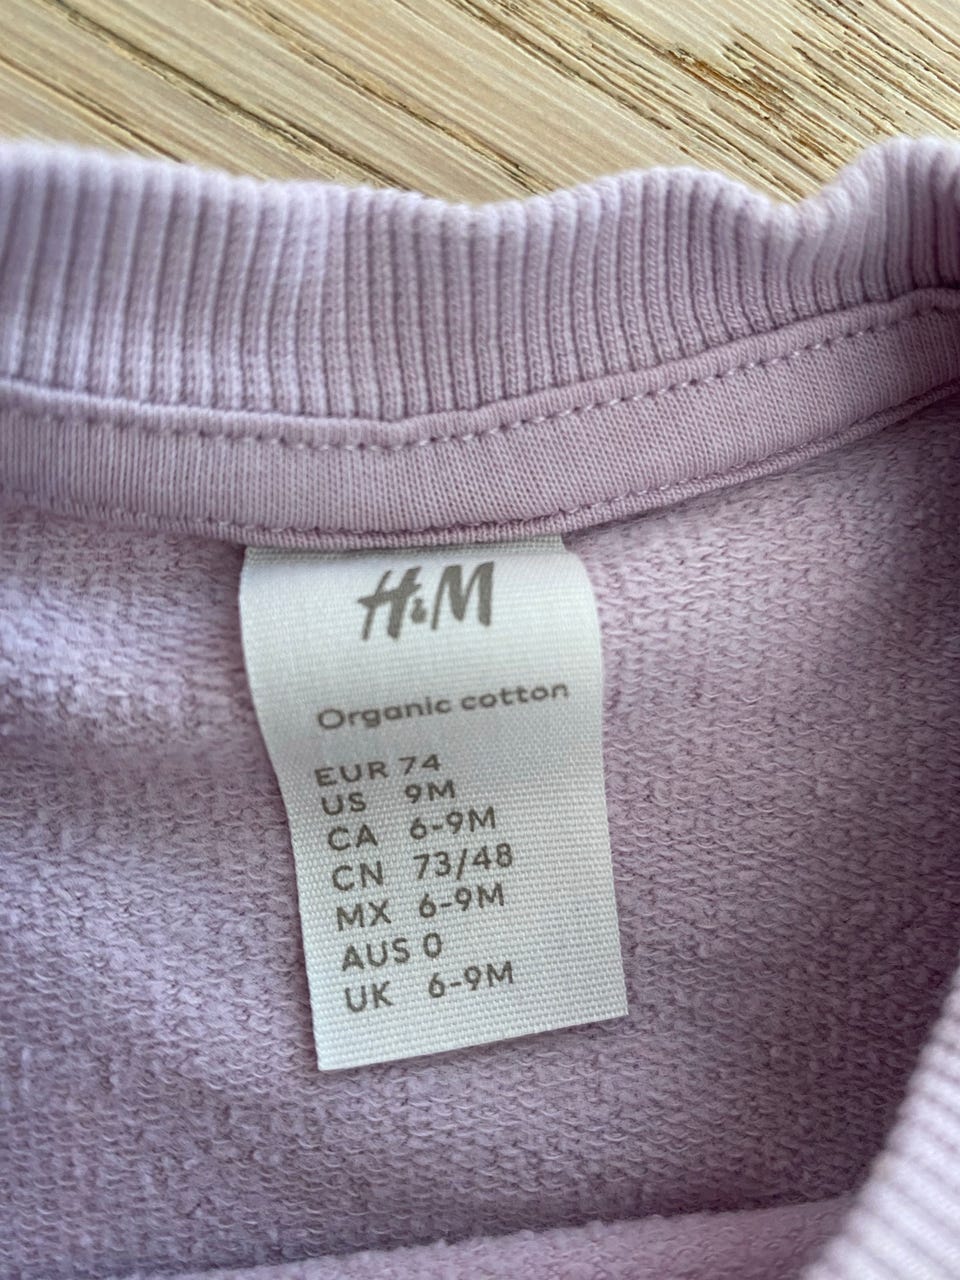 H&M
Organic cotton
EUR 74
US 9M
CA 6-9M
CN 73/48
MX 6-9M
AUS 0
UK 6-9M